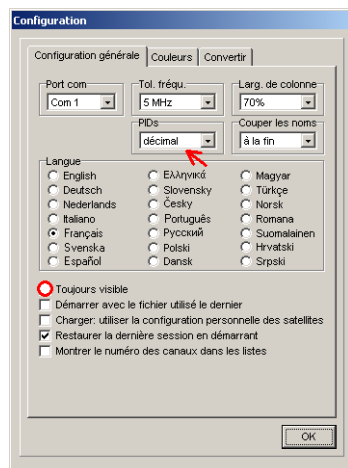 Configuration
Configuration générale Couleurs Convertir
Port com Tol. fréqu. Larg. de colonne
Com 1 5 MHz 70%
PIDs Couper les noms
décimal à la fin
Langue
English Ελληνικά Magyar
Deutsch Slovensky Türkçe
Nederlands Česky Norsk
Italiano Português Romana
Français Русский Suomalainen
Svenska Polski Hrvatski
Español Dansk Srpski
Toujours visible
Démarrer avec le fichier utilisé le dernier
Charger: utiliser la configuration personnelle des satellites
Restaurer la dernière session en démarrant
Montrer le numéro des canaux dans les listes
OK